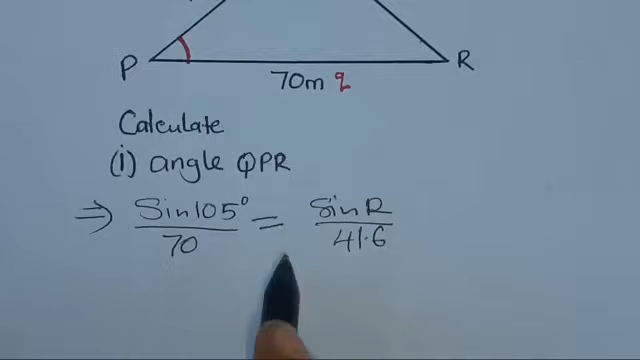 P R
70m q
Calculate
(i) angle QPR
⇒ Sin105° / 70 = sinR / 41.6